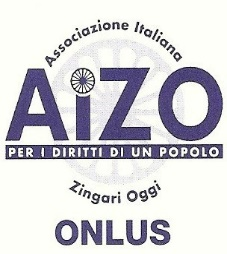 Associazione Italiana
AiZO
PER I DIRITTI DI UN POPOLO
Zingari Oggi
ONLUS